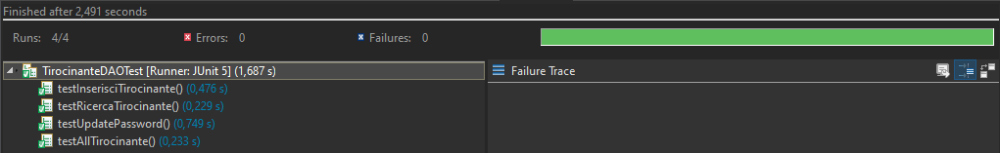 Finished after 2,491 seconds
Runs: 4/4 Errors: 0 Failures: 0
TirocinanteDAOTest [Runner: JUnit 5] (1,687 s)
Failure Trace
testInserisciTirocinante() (0,476 s)
testRicercaTirocinante() (0,229 s)
testUpdatePassword() (0,749 s)
testAllTirocinante() (0,233 s)